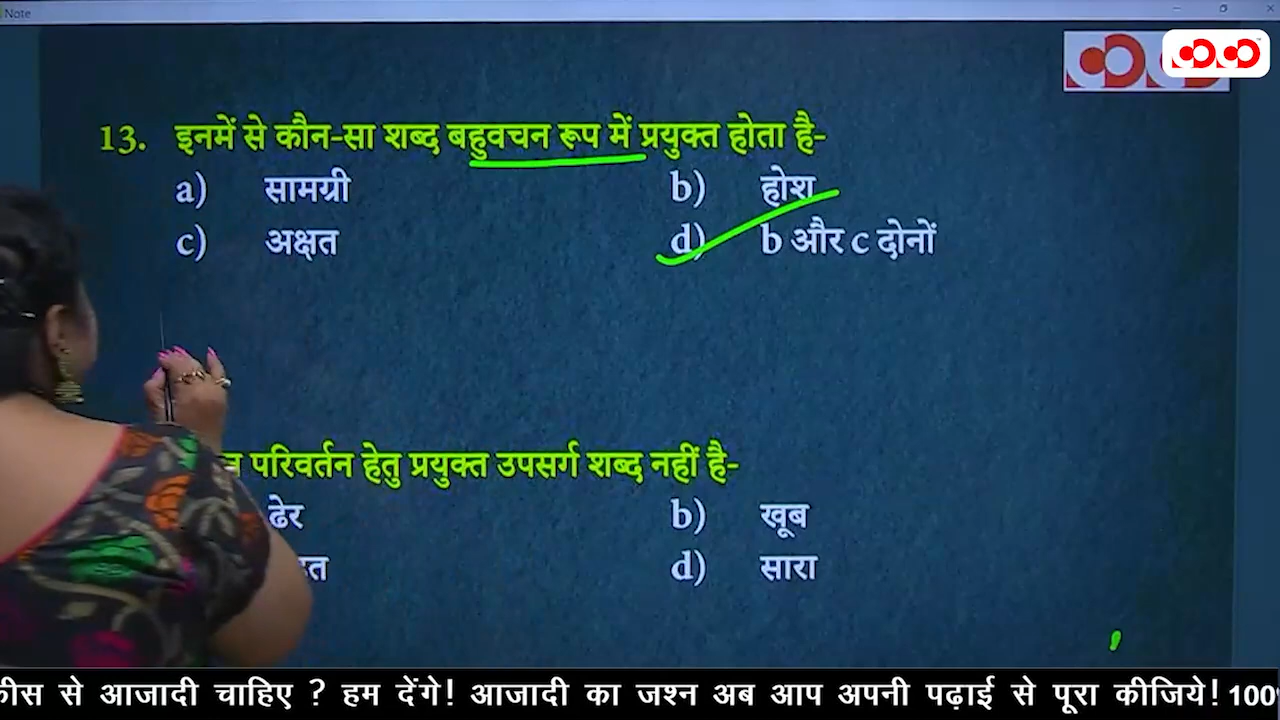 Note
13. इनमें से कौन-सा शब्द बहुवचन रूप में प्रयुक्त होता है-
a) सामग्री b) होश
c) अक्षत d) b और c दोनों
परिवर्तन हेतु प्रयुक्त उपसर्ग शब्द नहीं है-
ढेर b) खूब
d) सारा
से आजादी चाहिए ? हम देंगे! आजादी का जश्न अब आप अपनी पढ़ाई से पूरा कीजिये! 100